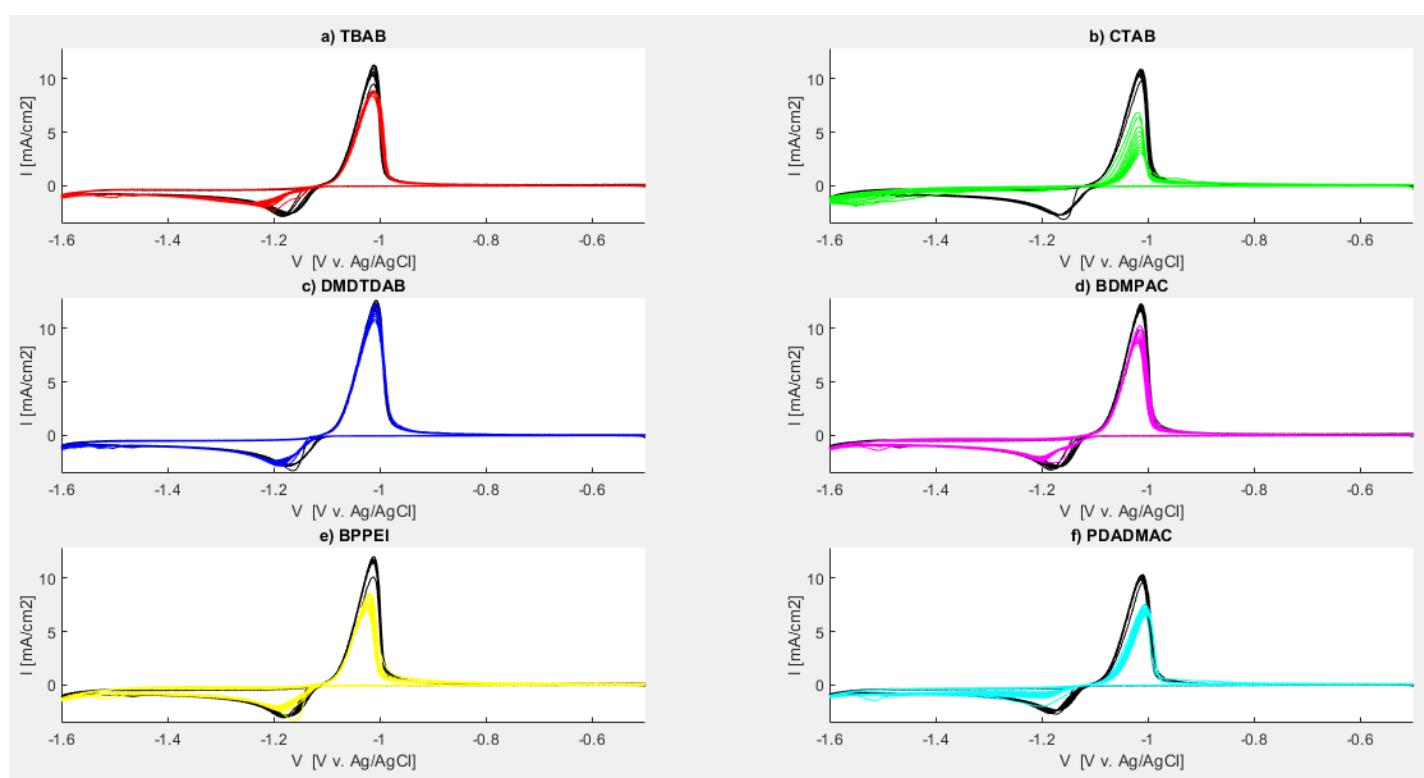 a) TBAB
I [mA/cm2]
10
5
0
-1.6 -1.4 -1.2 -1 -0.8 -0.6
V [V v. Ag/AgCl]
b) CTAB
I [mA/cm2]
10
5
0
-1.6 -1.4 -1.2 -1 -0.8 -0.6
V [V v. Ag/AgCl]
c) DMDTDAB
I [mA/cm2]
10
5
0
-1.6 -1.4 -1.2 -1 -0.8 -0.6
V [V v. Ag/AgCl]
d) BDMPAC
I [mA/cm2]
10
5
0
-1.6 -1.4 -1.2 -1 -0.8 -0.6
V [V v. Ag/AgCl]
e) BPPEI
I [mA/cm2]
10
5
0
-1.6 -1.4 -1.2 -1 -0.8 -0.6
V [V v. Ag/AgCl]
f) PDADMAC
I [mA/cm2]
10
5
0
-1.6 -1.4 -1.2 -1 -0.8 -0.6
V [V v. Ag/AgCl]